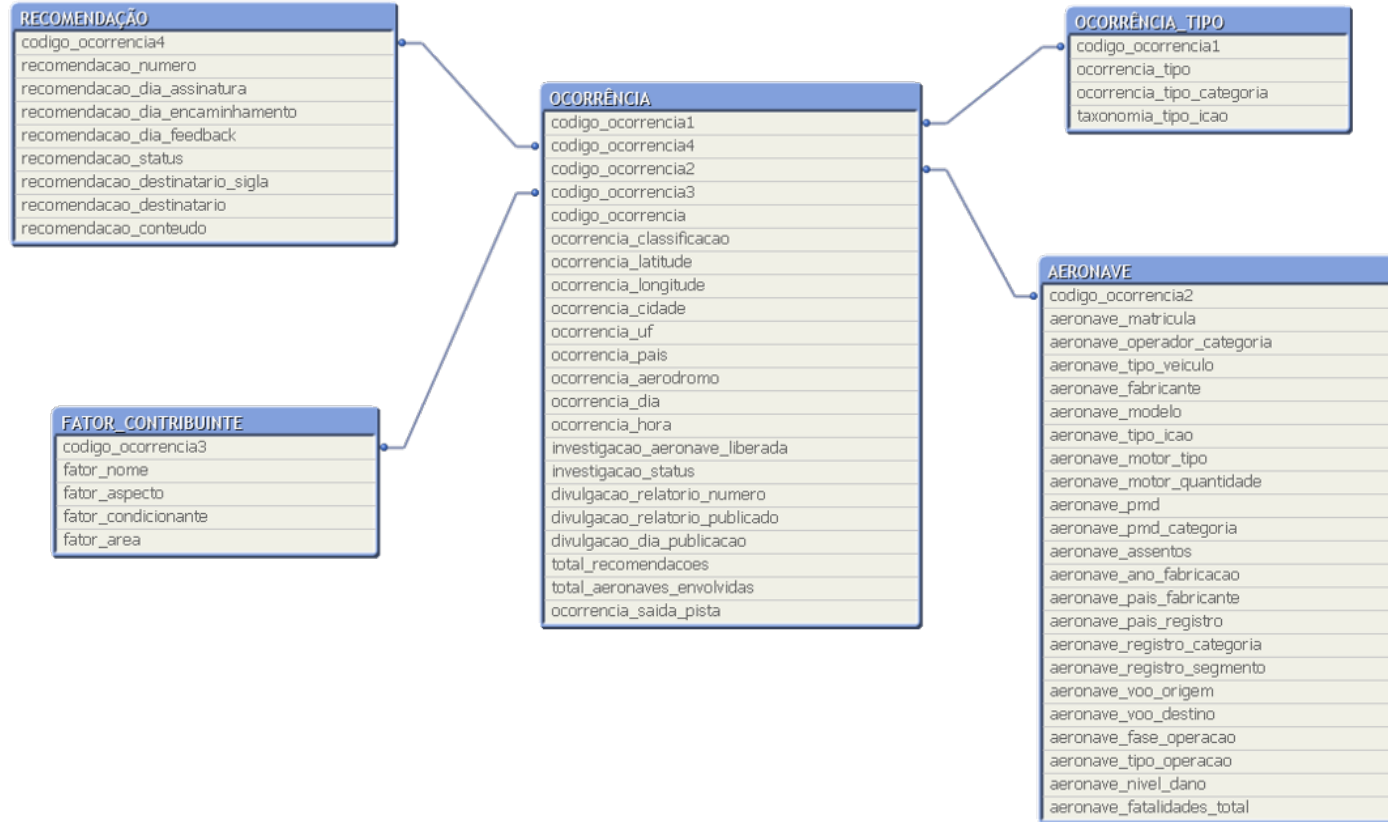 RECOMENDAÇÃO
codigo_ocorrencia4
recomendacao_numero
recomendacao_dia_assinatura
recomendacao_dia_encaminhamento
recomendacao_dia_feedback
recomendacao_status
recomendacao_destinatario_sigla
recomendacao_destinatario
recomendacao_conteudo
FATOR_CONTRIBUINTE
codigo_ocorrencia3
fator_nome
fator_aspecto
fator_condicionante
fator_area
OCORRÊNCIA
codigo_ocorrencia1
codigo_ocorrencia4
codigo_ocorrencia2
codigo_ocorrencia3
codigo_ocorrencia
ocorrencia_classificacao
ocorrencia_latitude
ocorrencia_longitude
ocorrencia_cidade
ocorrencia_uf
ocorrencia_pais
ocorrencia_aerodromo
ocorrencia_dia
ocorrencia_hora
investigacao_aeronave_liberada
investigacao_status
divulgacao_relatorio_numero
divulgacao_relatorio_publicado
divulgacao_dia_publicacao
total_recomendacoes
total_aeronaves_envolvidas
ocorrencia_saida_pista
OCORRÊNCIA_TIPO
codigo_ocorrencia1
ocorrencia_tipo
ocorrencia_tipo_categoria
taxonomia_tipo_icao
AERONAVE
codigo_ocorrencia2
aeronave_matricula
aeronave_operador_categoria
aeronave_tipo_veiculo
aeronave_fabricante
aeronave_modelo
aeronave_tipo_icao
aeronave_motor_tipo
aeronave_motor_quantidade
aeronave_pmd
aeronave_pmd_categoria
aeronave_assentos
aeronave_ano_fabricacao
aeronave_pais_fabricante
aeronave_pais_registro
aeronave_registro_categoria
aeronave_registro_segmento
aeronave_voo_origem
aeronave_voo_destino
aeronave_fase_operacao
aeronave_tipo_operacao
aeronave_nivel_dano
aeronave_fatalidades_total